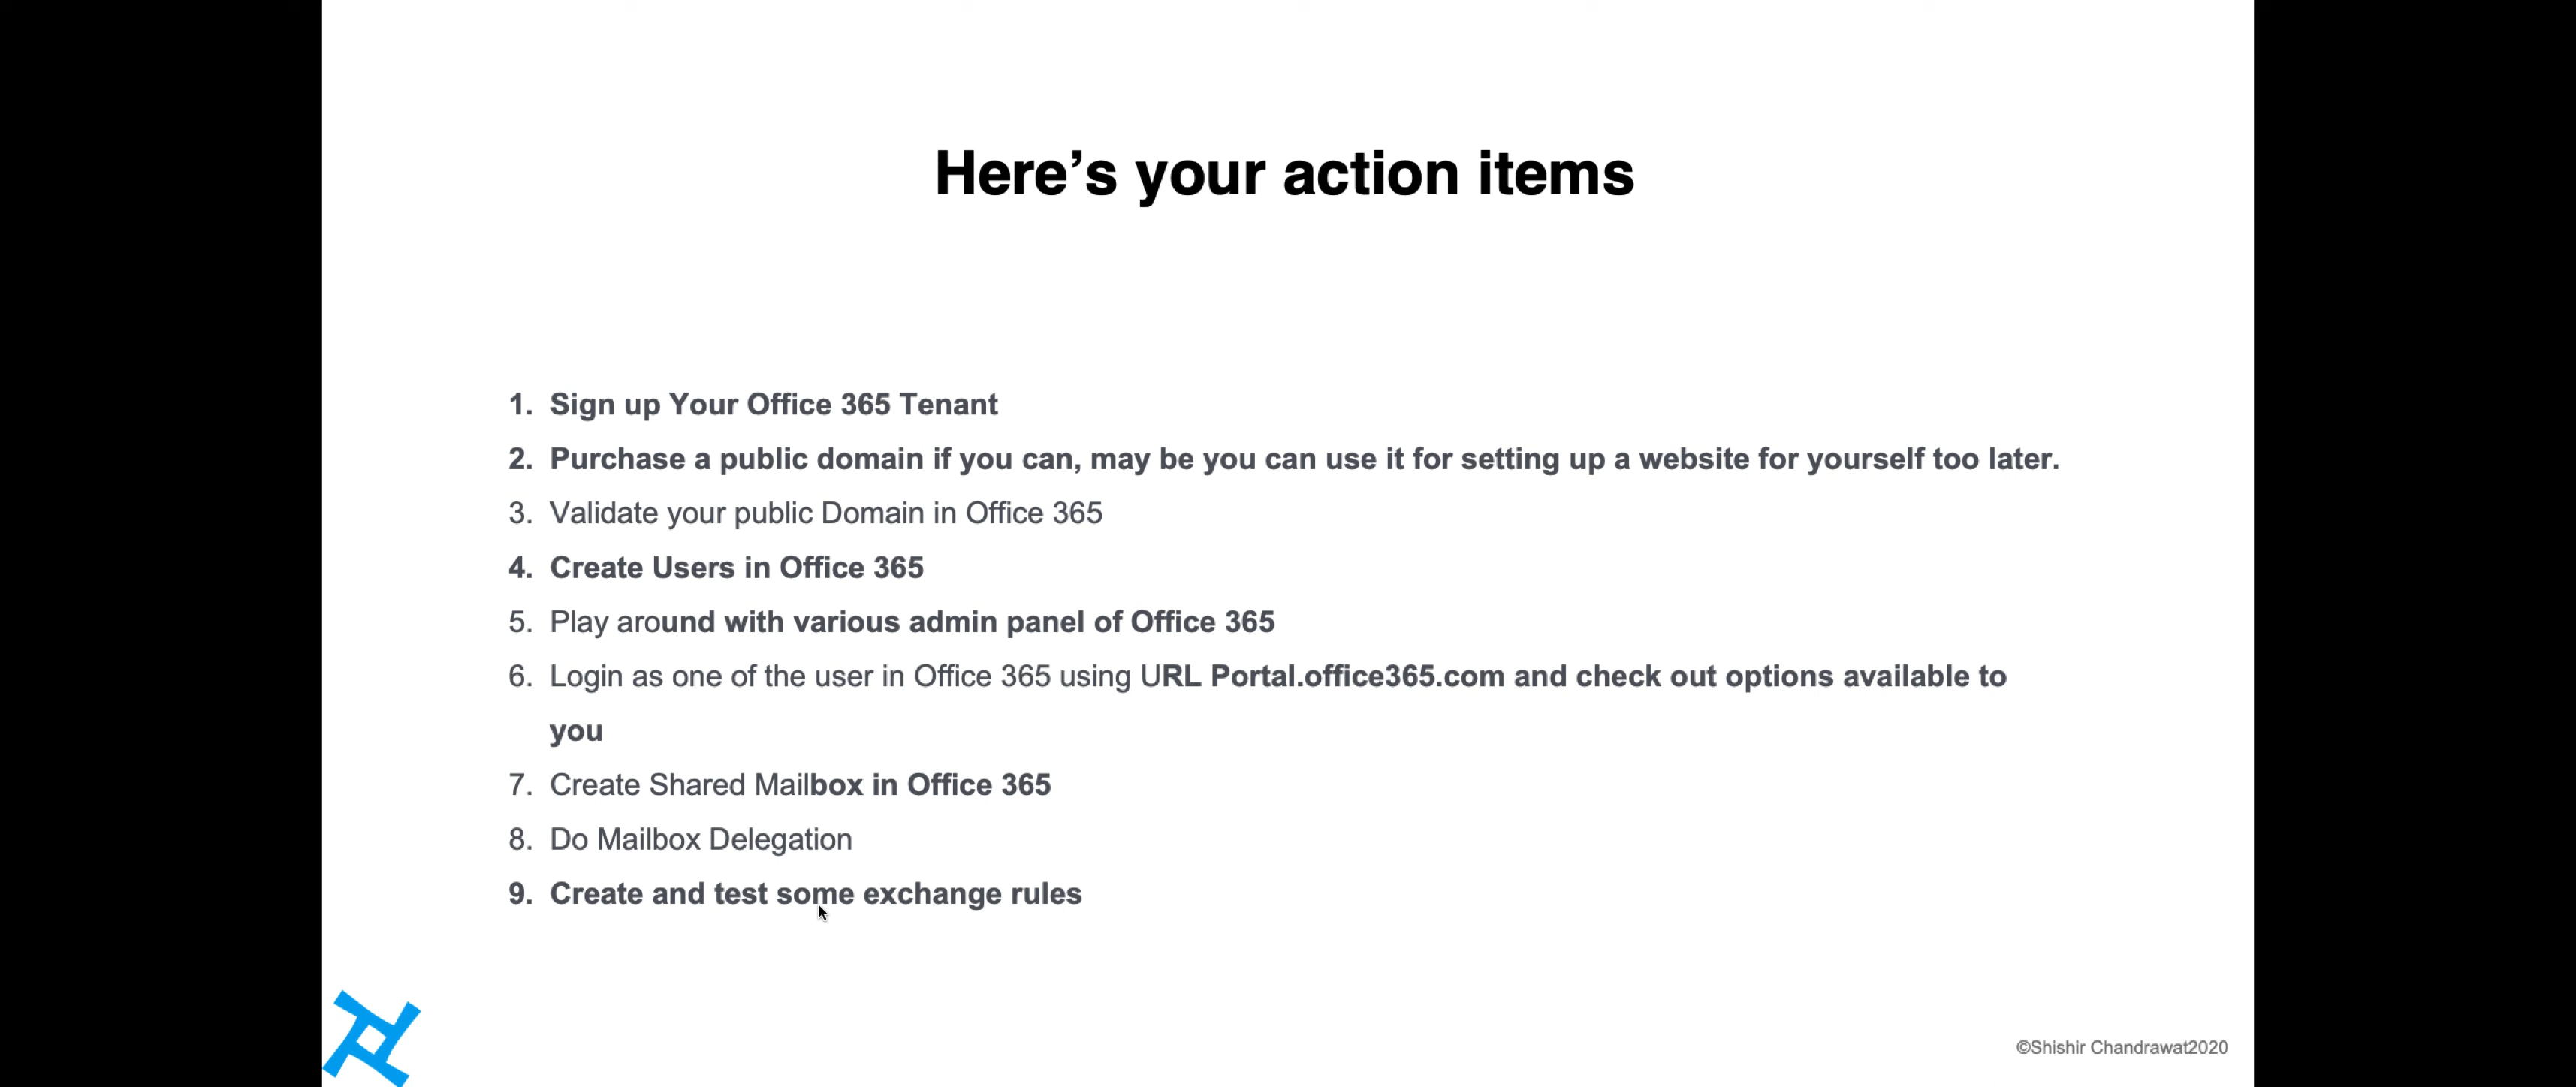 Here’s your action items
1. Sign up Your Office 365 Tenant
2. Purchase a public domain if you can, may be you can use it for setting up a website for yourself too later.
3. Validate your public Domain in Office 365
4. Create Users in Office 365
5. Play around with various admin panel of Office 365
6. Login as one of the user in Office 365 using URL Portal.office365.com and check out options available to
you
7. Create Shared Mailbox in Office 365
8. Do Mailbox Delegation
9. Create and test some exchange rules
©Shishir Chandrawat2020